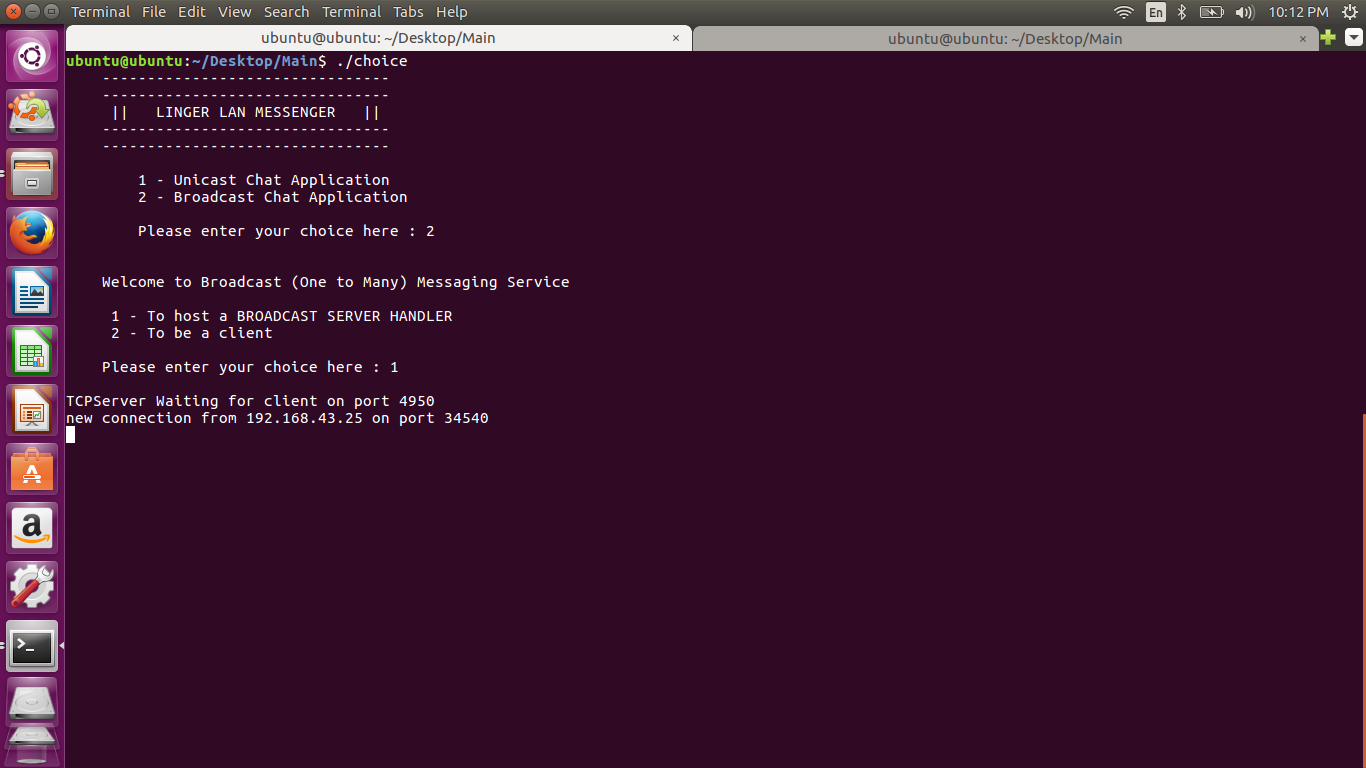 Terminal File Edit View Search Terminal Tabs Help En 10:12 PM
ubuntu@ubuntu: ~/Desktop/Main × ubuntu@ubuntu: ~/Desktop/Main ×
ubuntu@ubuntu:~/Desktop/Main$ ./choice
--------------------------------
--------------------------------
|| LINGER LAN MESSENGER ||
--------------------------------
--------------------------------
1 - Unicast Chat Application
2 - Broadcast Chat Application
Please enter your choice here : 2
Welcome to Broadcast (One to Many) Messaging Service
1 - To host a BROADCAST SERVER HANDLER
2 - To be a client
Please enter your choice here : 1
TCPServer Waiting for client on port 4950
new connection from 192.168.43.25 on port 34540